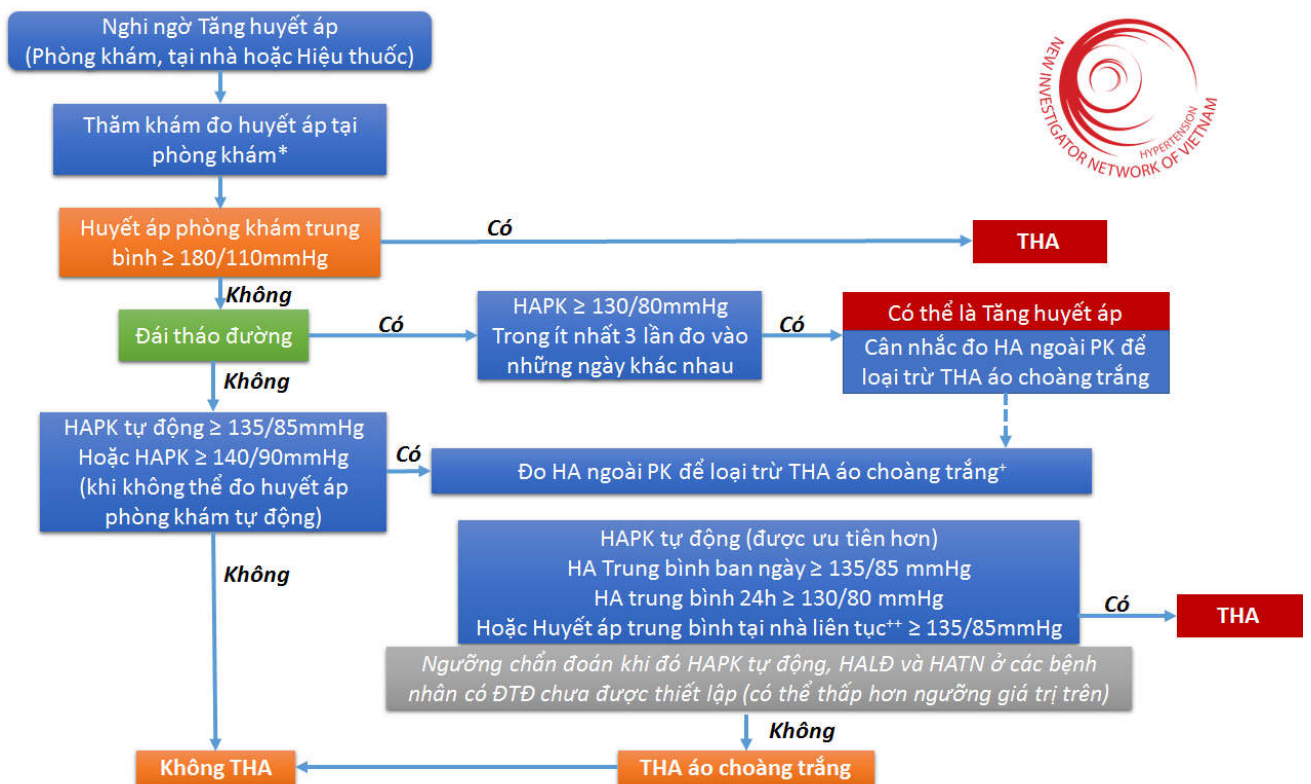 Nghi ngờ Tăng huyết áp
(Phòng khám, tại nhà hoặc Hiệu thuốc)
NEW INVESTIGATOR NETWORK OF VIETNAM
HYPERTENSION
Thăm khám đo huyết áp tại
phòng khám*
Huyết áp phòng khám trung
bình ≥ 180/110mmHg
Có
THA
Không
Đái tháo đường
Có
HAPK ≥ 130/80mmHg
Trong ít nhất 3 lần đo vào
những ngày khác nhau
Có
Có thể là Tăng huyết áp
Cân nhắc đo HA ngoài PK để
loại trừ THA áo choàng trắng
Không
HAPK tự động ≥ 135/85mmHg
Hoặc HAPK ≥ 140/90mmHg
(khi không thể đo huyết áp
phòng khám tự động)
Có
Đo HA ngoài PK để loại trừ THA áo choàng trắng⁺
Không
HAPK tự động (được ưu tiên hơn)
HA Trung bình ban ngày ≥ 135/85 mmHg
HA trung bình 24h ≥ 130/80 mmHg
Hoặc Huyết áp trung bình tại nhà liên tục⁺⁺ ≥ 135/85mmHg
Có
THA
Ngưỡng chẩn đoán khi đó HAPK tự động, HALĐ và HATN ở các bệnh
nhân có ĐTĐ chưa được thiết lập (có thể thấp hơn ngưỡng giá trị trên)
Không
Không THA
THA áo choàng trắng